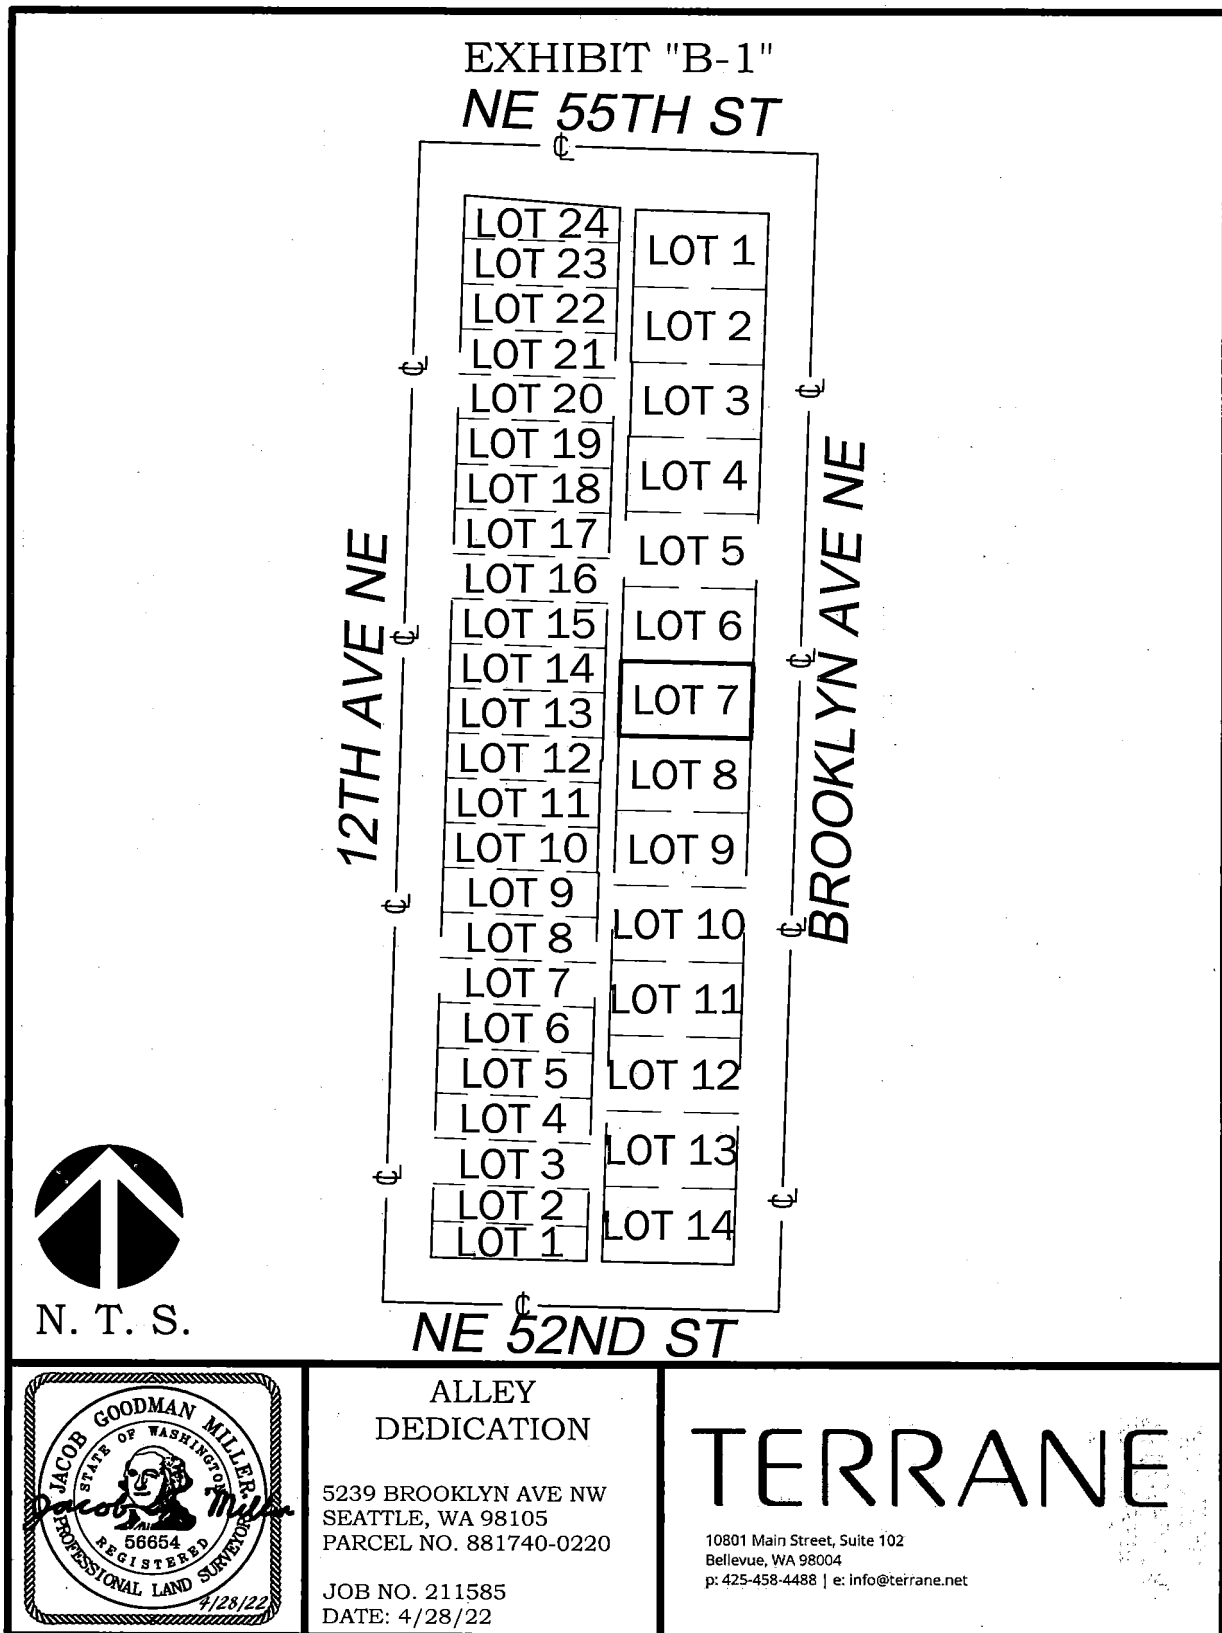 EXHIBIT "B-1"
NE 55TH ST
LOT 24
LOT 23
LOT 22
LOT 21
LOT 20
LOT 19
LOT 18
LOT 17
LOT 16
LOT 15
LOT 14
LOT 13
LOT 12
LOT 11
LOT 10
LOT 9
LOT 8
LOT 7
LOT 6
LOT 5
LOT 4
LOT 3
LOT 2
LOT 1
LOT 1
LOT 2
LOT 3
LOT 4
LOT 5
LOT 6
LOT 7
LOT 8
LOT 9
LOT 10
LOT 11
LOT 12
LOT 13
LOT 14
12TH AVE NE
BROOKLYN AVE NE
NE 52ND ST
N. T. S.
JACOB GOODMAN MILLER
STATE OF WASHINGTON
Jacob Miller
56654
REGISTERED
PROFESSIONAL LAND SURVEYOR
4/28/22
ALLEY
DEDICATION
5239 BROOKLYN AVE NW
SEATTLE, WA 98105
PARCEL NO. 881740-0220
JOB NO. 211585
DATE: 4/28/22
TERRANE
10801 Main Street, Suite 102
Bellevue, WA 98004
p: 425-458-4488 | e: info@terrane.net